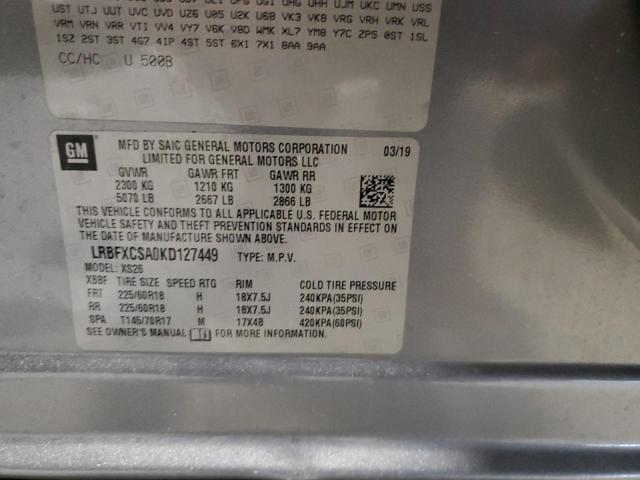 UST UTJ UUT UVC UVD UZ6 U05 U2K U68 VK3 VK8 VRG VRH VRK VRL
VRM VRN VRR VTI VV4 VY7 V6K V8D WMK XL7 YM8 Y7C ZP5 0ST 1SL
1SZ 2ST 3ST 4G7 41P 4ST 5ST 6X1 7X1 8AA 9AA
CC/HC U 500B
GM
MFD BY SAIC GENERAL MOTORS CORPORATION 03/19
LIMITED FOR GENERAL MOTORS LLC
GVWR GAWR FRT GAWR RR
2300 KG 1210 KG 1300 KG
5070 LB 2667 LB 2866 LB
THIS VEHICLE CONFORMS TO ALL APPLICABLE U.S. FEDERAL MOTOR
VEHICLE SAFETY AND THEFT PREVENTION STANDARDS IN EFFECT ON
THE DATE OF MANUFACTURE SHOWN ABOVE.
LRBFXCSA0KD127449 TYPE: M.P.V.
MODEL: XS26
XBBF TIRE SIZE SPEED RTG RIM COLD TIRE PRESSURE
FRT 225/60R18 H 18X7.5J 240KPA(35PSI)
RR 225/60R18 H 18X7.5J 240KPA(35PSI)
SPA T145/70R17 M 17X4B 420KPA(60PSI)
SEE OWNER'S MANUAL FOR MORE INFORMATION.